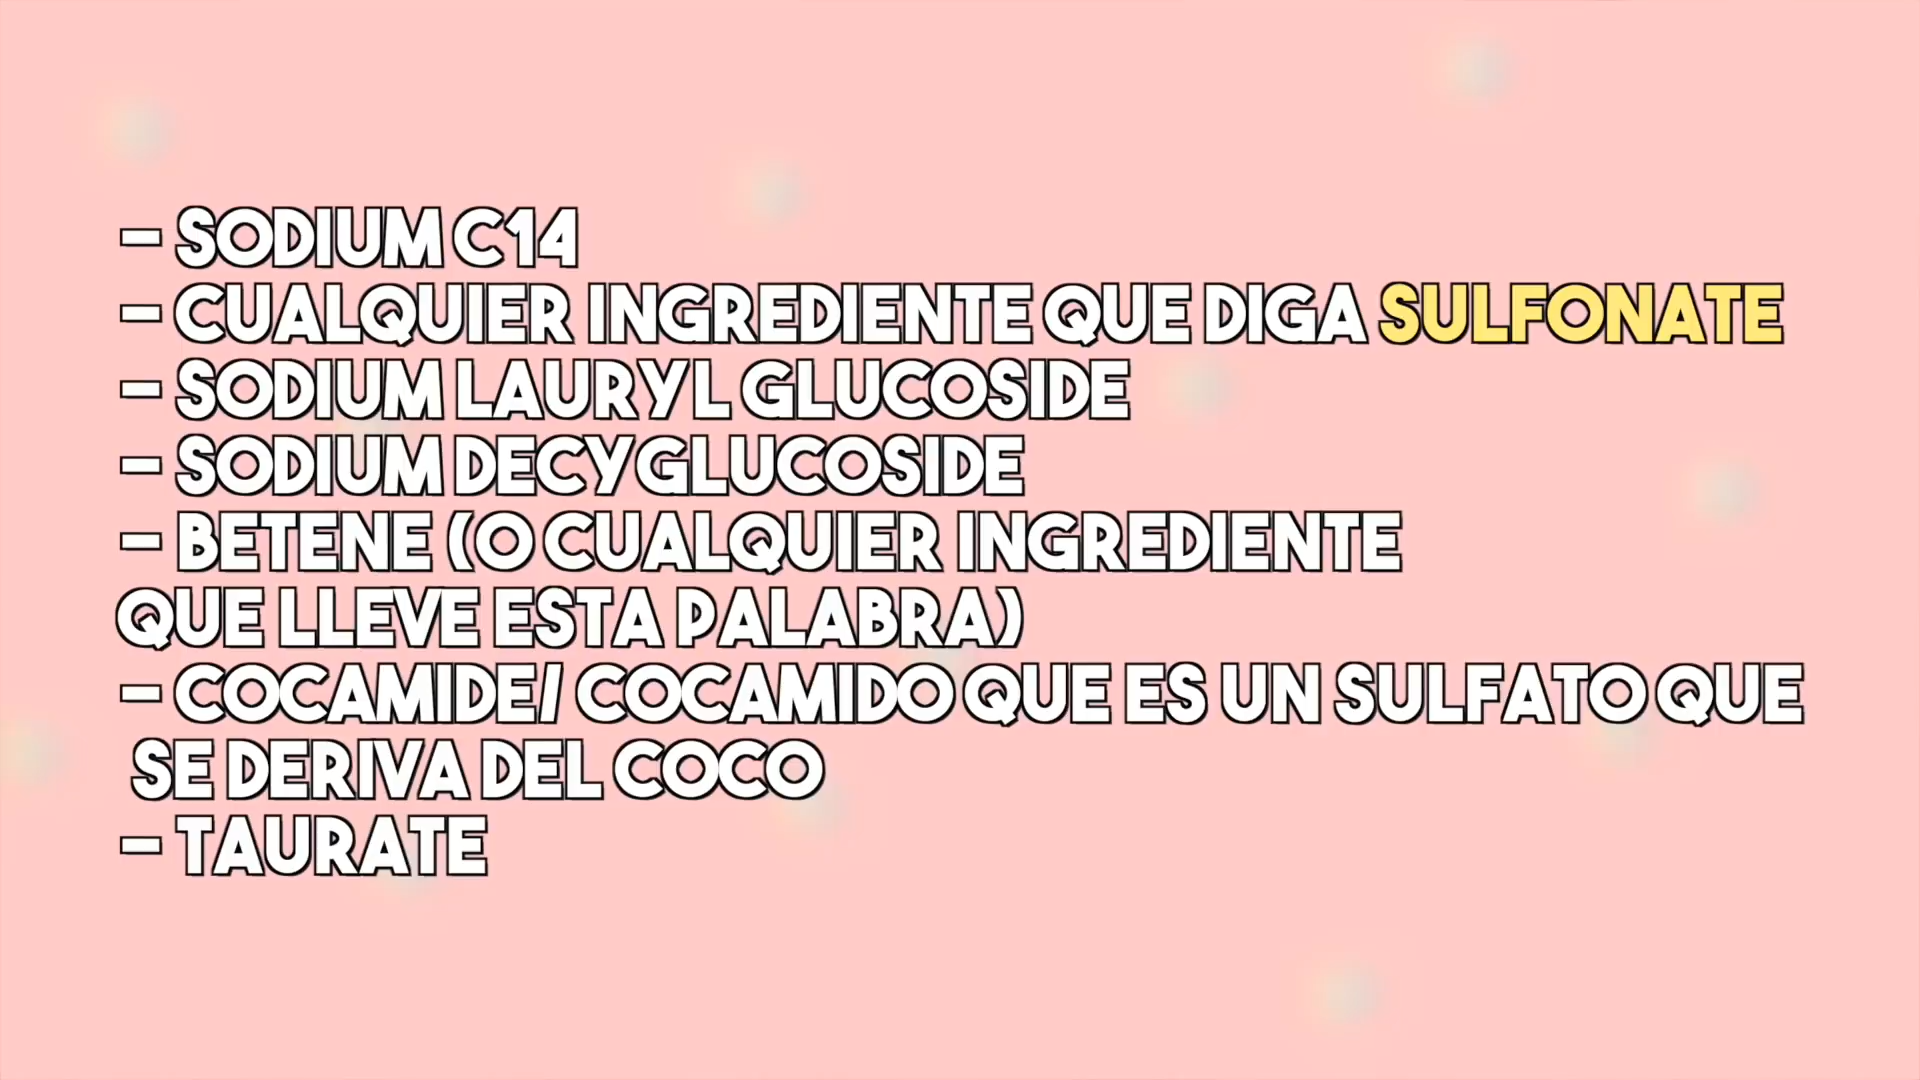 - SODIUM C14
- CUALQUIER INGREDIENTE QUE DIGA SULFONATE
- SODIUM LAURYL GLUCOSIDE
- SODIUM DECYGLUCOSIDE
- BETENE (O CUALQUIER INGREDIENTE
QUE LLEVE ESTA PALABRA)
- COCAMIDE/ COCAMIDO QUE ES UN SULFATO QUE
SE DERIVA DEL COCO
- TAURATE